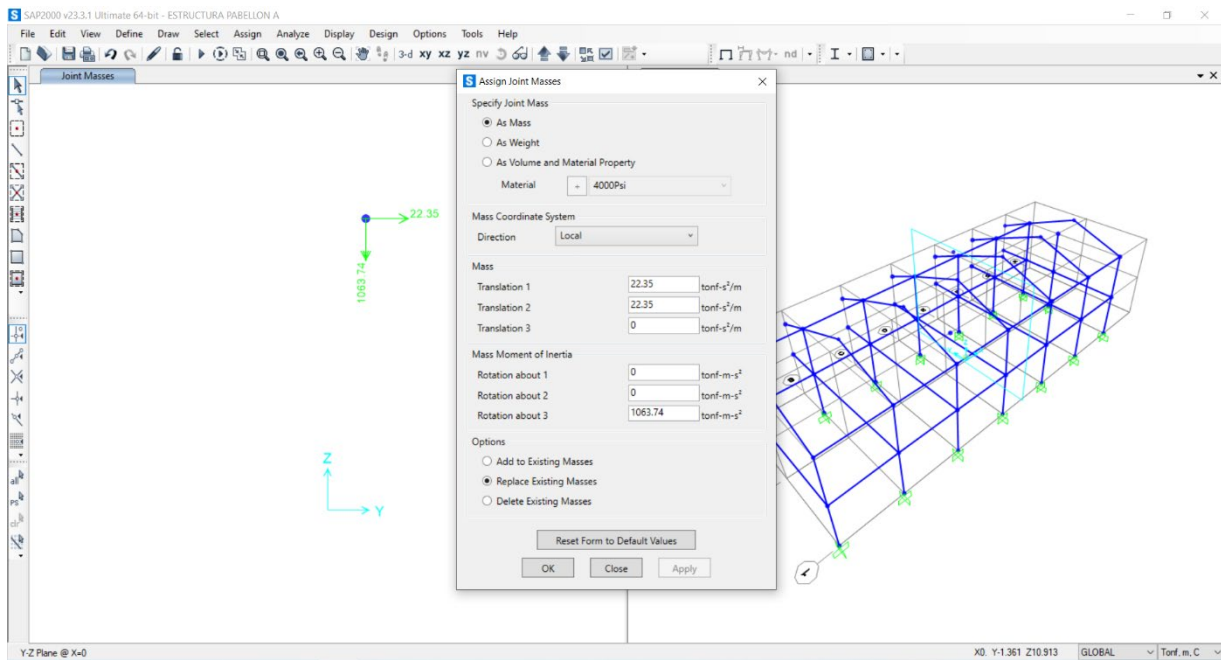 SAP2000 v23.3.1 Ultimate 64-bit - ESTRUCTURA PABELLON A
File Edit View Define Draw Select Assign Analyze Display Design Options Tools Help
3-d xy xz yz nv nd
Joint Masses
22.35
1063.74
Z
Y
all
PS
clr
Assign Joint Masses
Specify Joint Mass
As Mass
As Weight
As Volume and Material Property
Material + 4000Psi
Mass Coordinate System
Direction Local
Mass
Translation 1 22.35 tonf-s²/m
Translation 2 22.35 tonf-s²/m
Translation 3 0 tonf-s²/m
Mass Moment of Inertia
Rotation about 1 0 tonf-m-s²
Rotation about 2 0 tonf-m-s²
Rotation about 3 1063.74 tonf-m-s²
Options
Add to Existing Masses
Replace Existing Masses
Delete Existing Masses
Reset Form to Default Values
OK Close Apply
Y-Z Plane @ X=0 X0. Y-1.361 Z10.913 GLOBAL Tonf, m, C